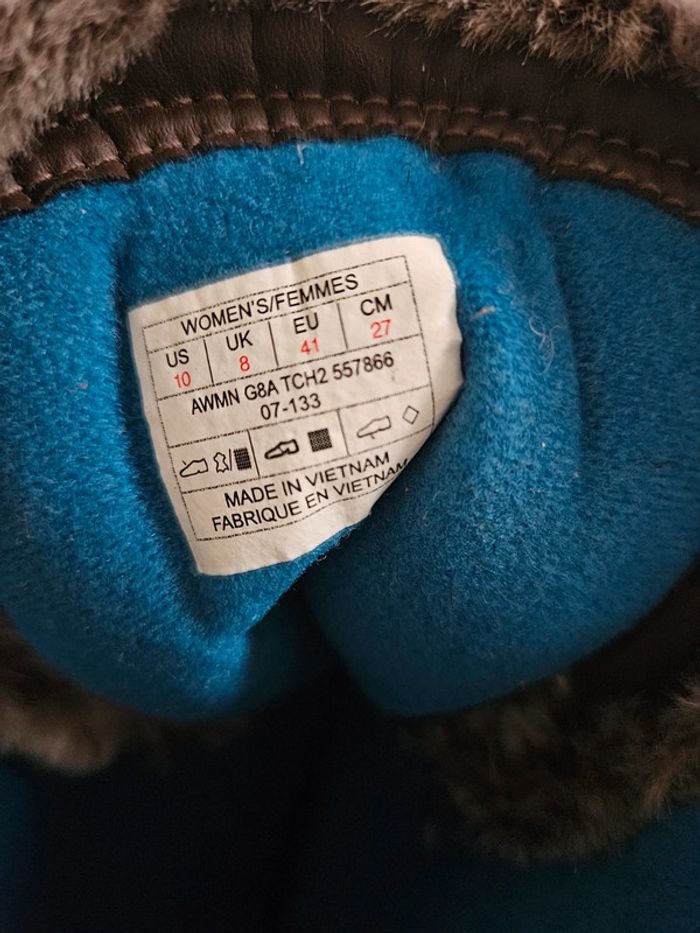 WOMEN'S/FEMMES
US UK EU CM
10 8 41 27
AWMN G8A TCH2 557866
07-133
MADE IN VIETNAM
FABRIQUE EN VIETNAM